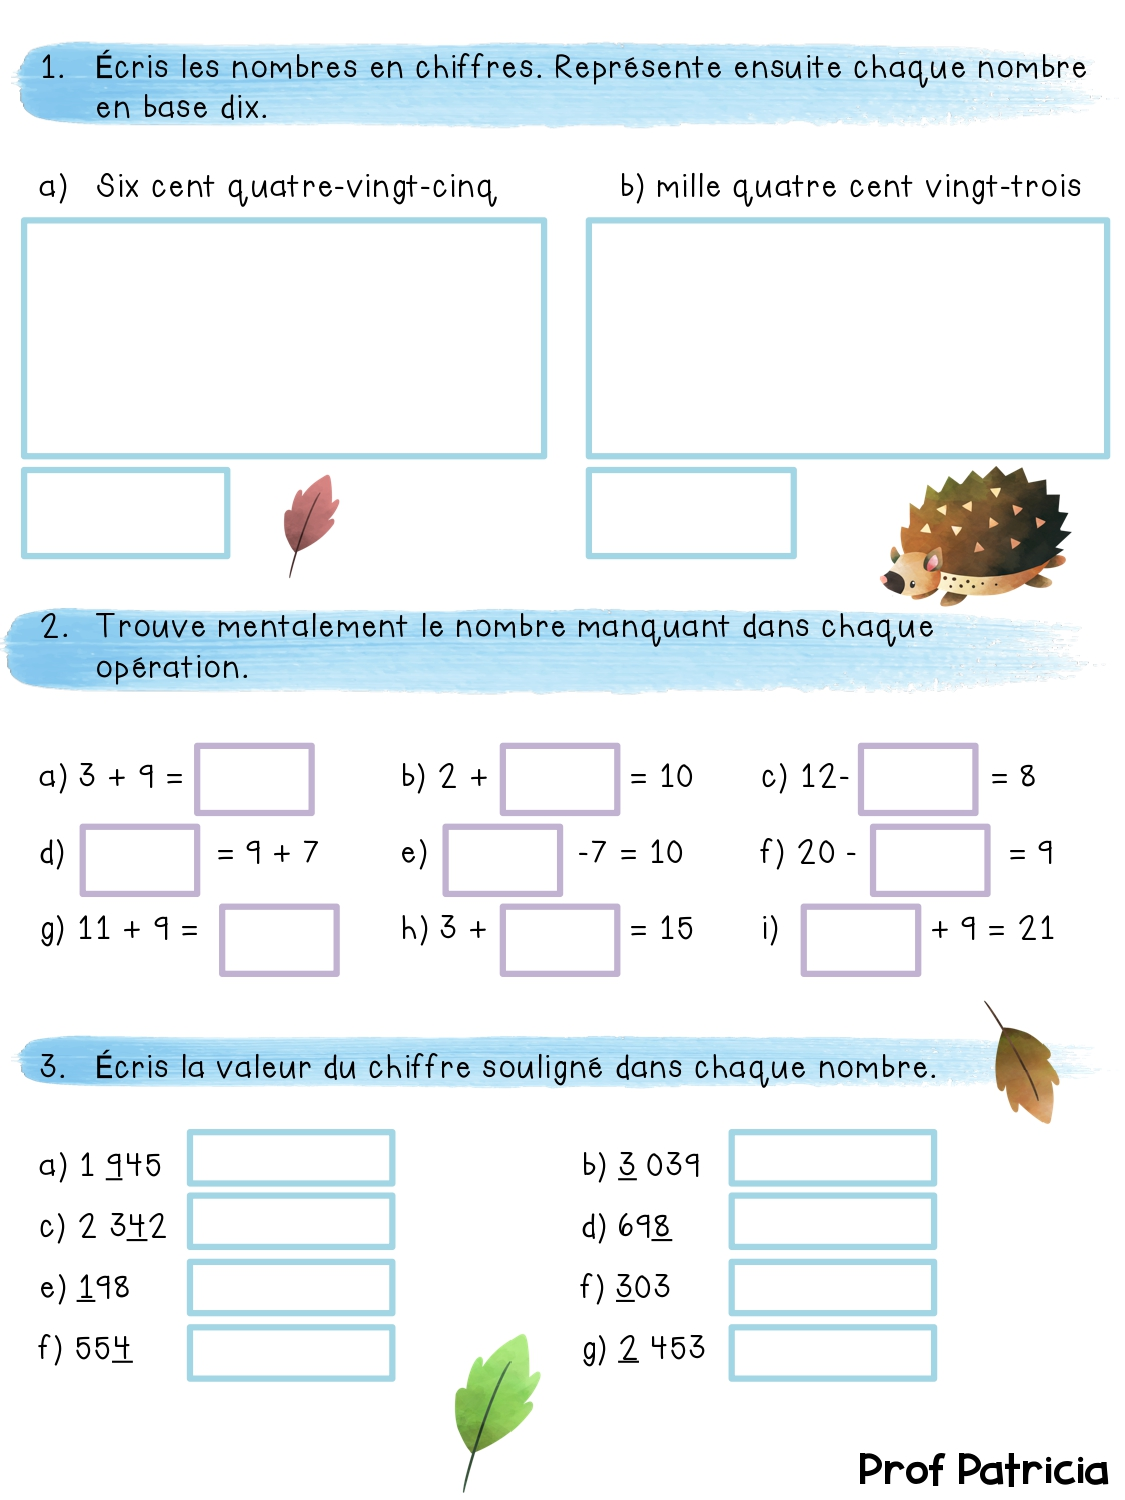 1. Écris les nombres en chiffres. Représente ensuite chaque nombre
en base dix.
a) Six cent quatre-vingt-cinq
b) mille quatre cent vingt-trois
2. Trouve mentalement le nombre manquant dans chaque
opération.
a) 3 + 9 =
b) 2 + = 10
c) 12- = 8
d) = 9 + 7
e) -7 = 10
f) 20 - = 9
g) 11 + 9 =
h) 3 + = 15
i) + 9 = 21
3. Écris la valeur du chiffre souligné dans chaque nombre.
a) 1 945
b) 3 039
c) 2 342
d) 698
e) 198
f) 303
f) 554
g) 2 453
Prof Patricia